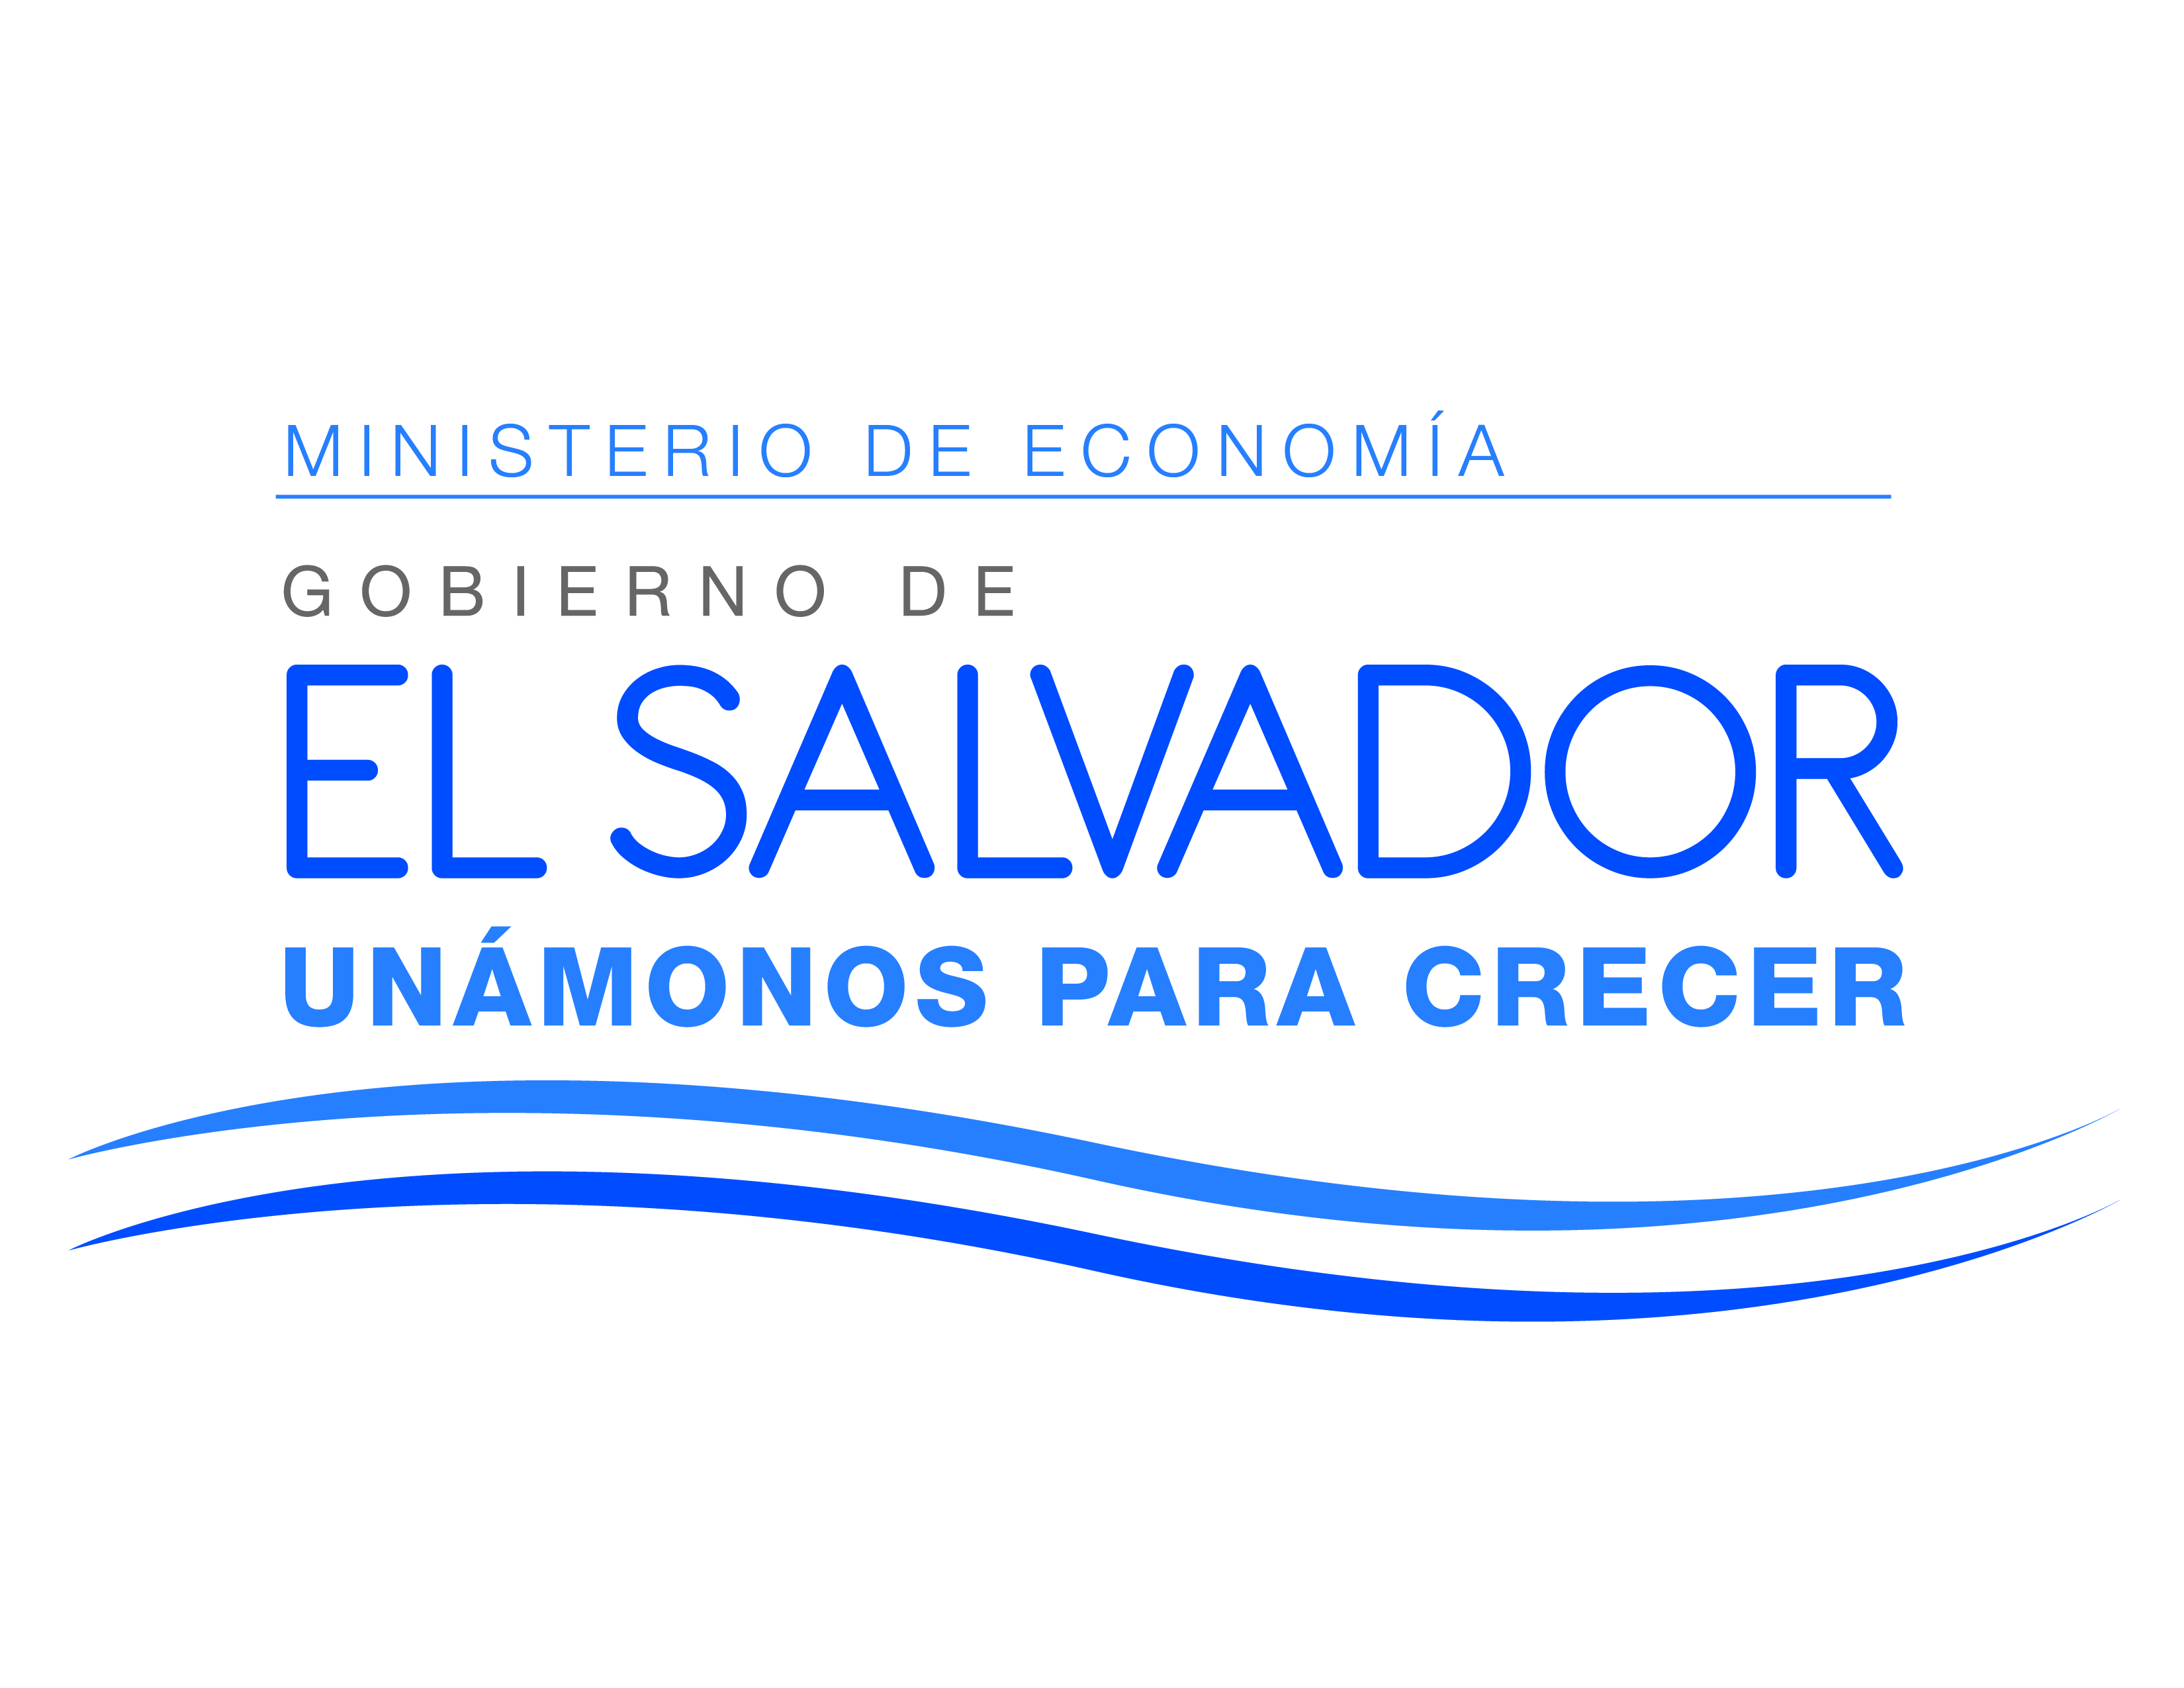 MINISTERIO DE ECONOMÍA
GOBIERNO DE
EL SALVADOR
UNÁMONOS PARA CRECER